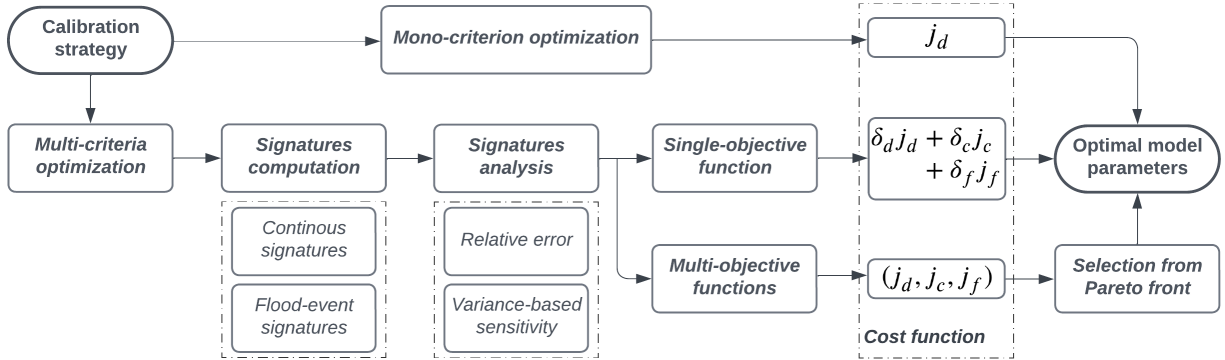 Calibration
strategy
Mono-criterion optimization
j_d
Multi-criteria
optimization
Signatures
computation
Signatures
analysis
Single-objective
function
δ_d j_d + δ_c j_c
+ δ_f j_f
Optimal model
parameters
Continous
signatures
Flood-event
signatures
Relative error
Variance-based
sensitivity
Multi-objective
functions
(j_d, j_c, j_f)
Selection from
Pareto front
Cost function